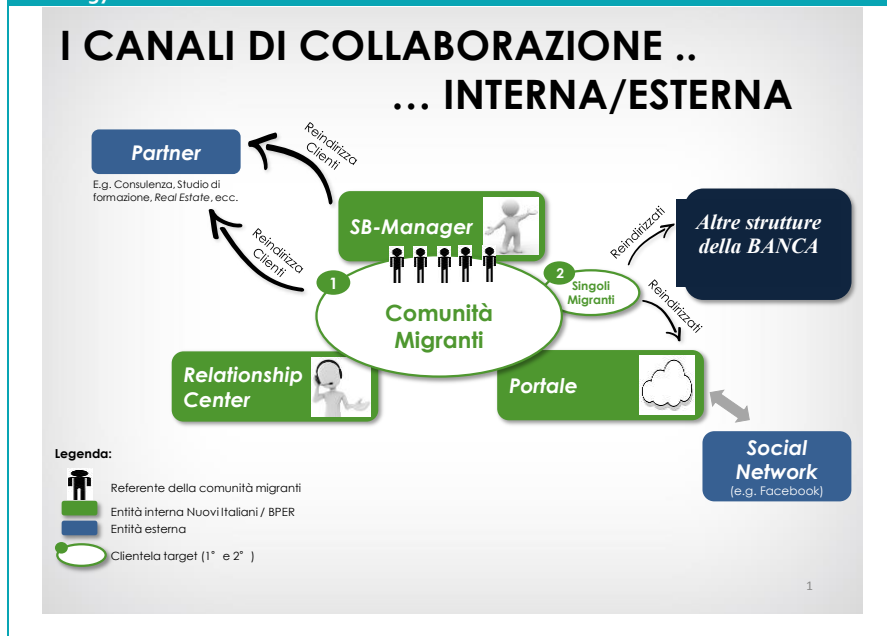 I CANALI DI COLLABORAZIONE ..
… INTERNA/ESTERNA
Partner
E.g. Consulenza, Studio di
formazione, Real Estate, ecc.
Reindirizza
Clienti
Reindirizza
Clienti
SB-Manager
Altre strutture
della BANCA
Reindirizzati
1
2
Singoli
Migranti
Reindirizzati
Comunità
Migranti
Relationship
Center
Portale
Social
Network
(e.g. Facebook)
Legenda:
Referente della comunità migranti
Entità interna Nuovi Italiani / BPER
Entità esterna
Clientela target (1° e 2° )
1